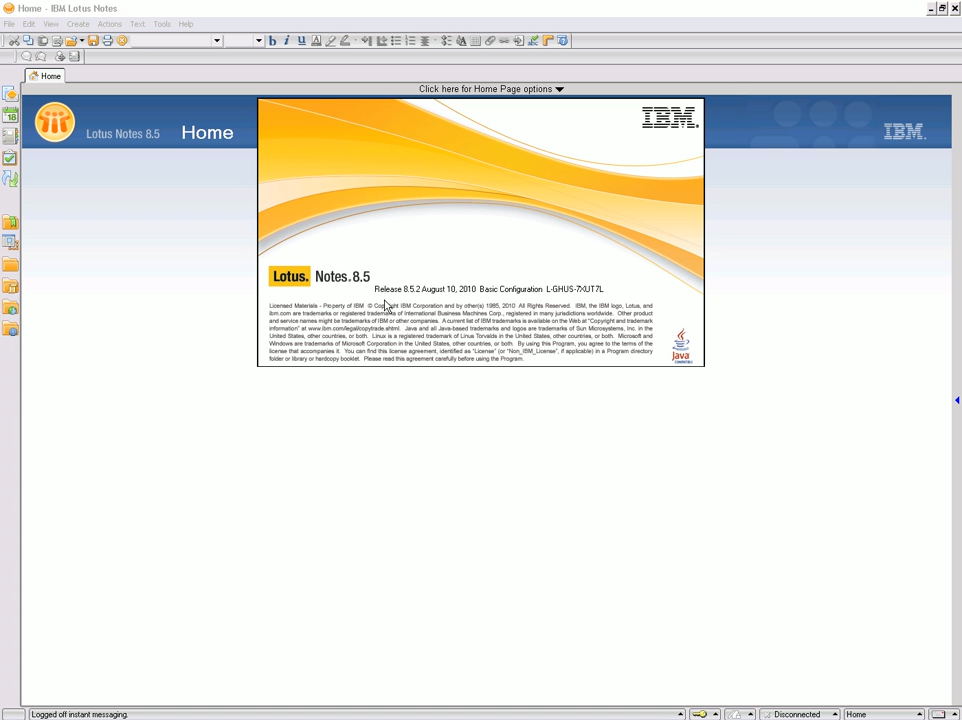 Home - IBM Lotus Notes
File Edit View Create Actions Text Tools Help
Home
Click here for Home Page options
Lotus Notes 8.5 Home
IBM.
IBM.
18
Lotus. Notes.8.5
Release 8.5.2 August 10, 2010 Basic Configuration L-GHUS-7XUT7L
Licensed Materials - Property of IBM © Copyright IBM Corporation and by other(s) 1985, 2010 All Rights Reserved. IBM, the IBM logo, Lotus, and
ibm.com are trademarks or registered trademarks of International Business Machines Corp., registered in many jurisdictions worldwide. Other product
and service names might be trademarks of IBM or other companies. A current list of IBM trademarks is available on the Web at "Copyright and trademark
information" at www.ibm.com/legal/copytrade.shtml. Java and all Java-based trademarks and logos are trademarks of Sun Microsystems, Inc. in the
United States, other countries, or both. Linux is a registered trademark of Linus Torvalds in the United States, other countries, or both. Microsoft and
Windows are trademarks of Microsoft Corporation in the United States, other countries, or both. By using this Program, you agree to the terms of the
license that accompanies it. You can find this license agreement, identified as "License" (or "Non_IBM_License", if applicable) in a Program directory
folder or library or hardcopy booklet. Please read this agreement carefully before using the Program.
Java
COMPATIBLE
Logged off instant messaging. Disconnected Home